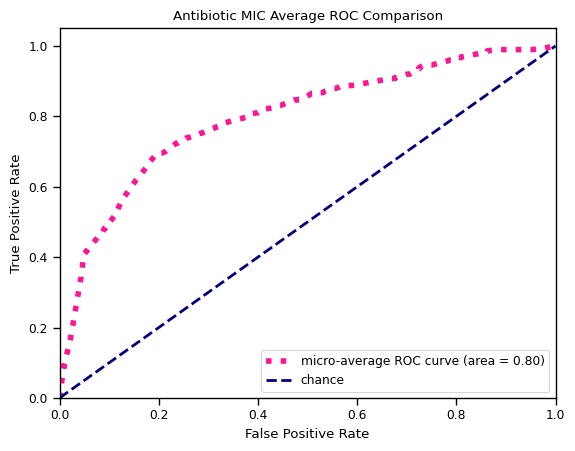 Antibiotic MIC Average ROC Comparison
1.0
0.8
0.6
0.4
0.2
0.0
True Positive Rate
micro-average ROC curve (area = 0.80)
chance
0.0 0.2 0.4 0.6 0.8 1.0
False Positive Rate